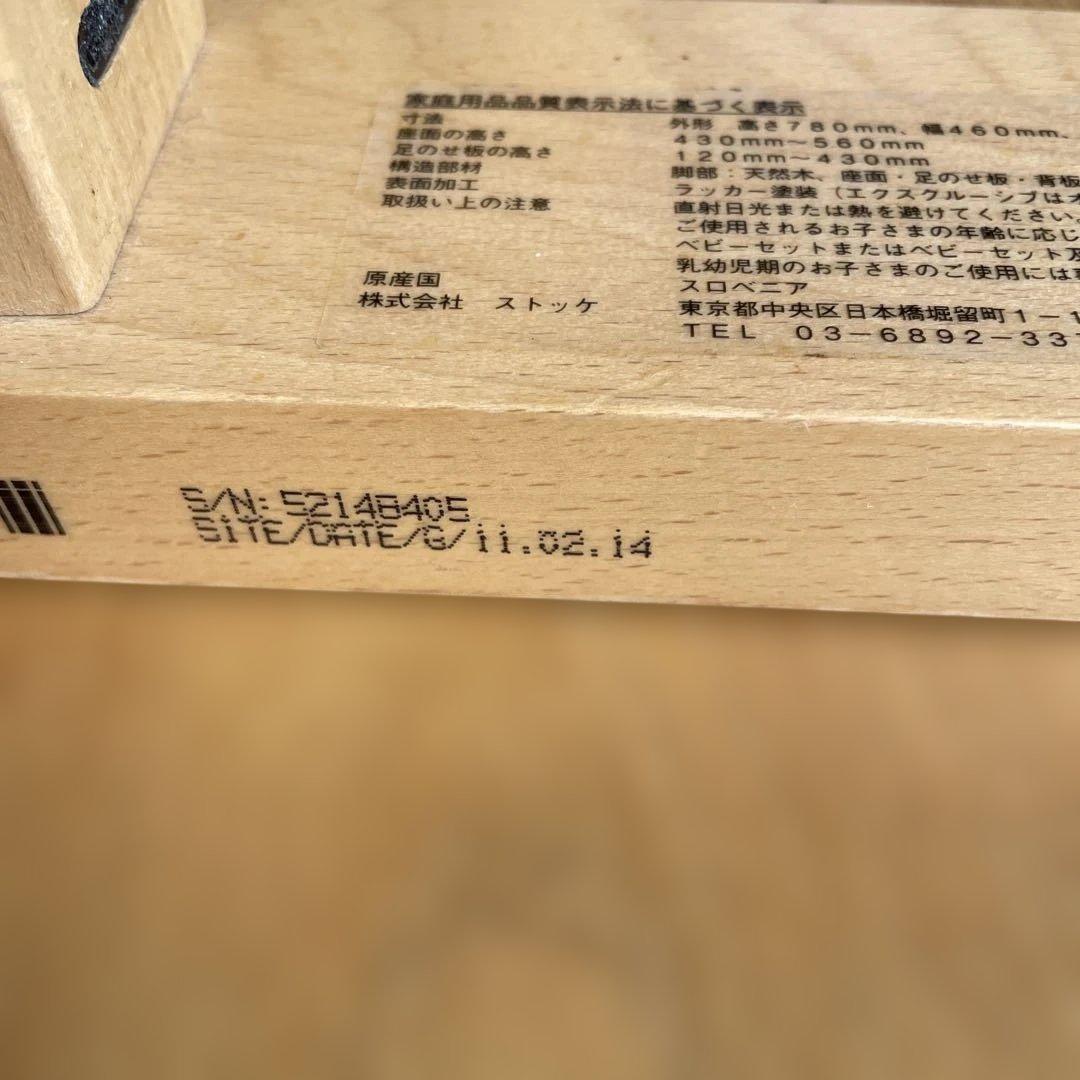 家庭用品品質表示法に基づく表示
寸法 外形 高さ780mm、幅460mm、
座面の高さ 430mm〜560mm
足のせ板の高さ 120mm〜430mm
構造部材 脚部:天然木、座面・足のせ板・背板
表面加工 ラッカー塗装(エクスクルーシブは
取扱い上の注意 直射日光または熱を避けてください。
ご使用されるお子さまの年齢に応じ
ベビーセットまたはベビーセット及
乳幼児期のお子さまのご使用には
原産国 スロベニア
株式会社 ストッケ 東京都中央区日本橋堀留町1-1
TEL 03-6892-33
S/N: 52148405
SITE/DATE/G/11.02.14